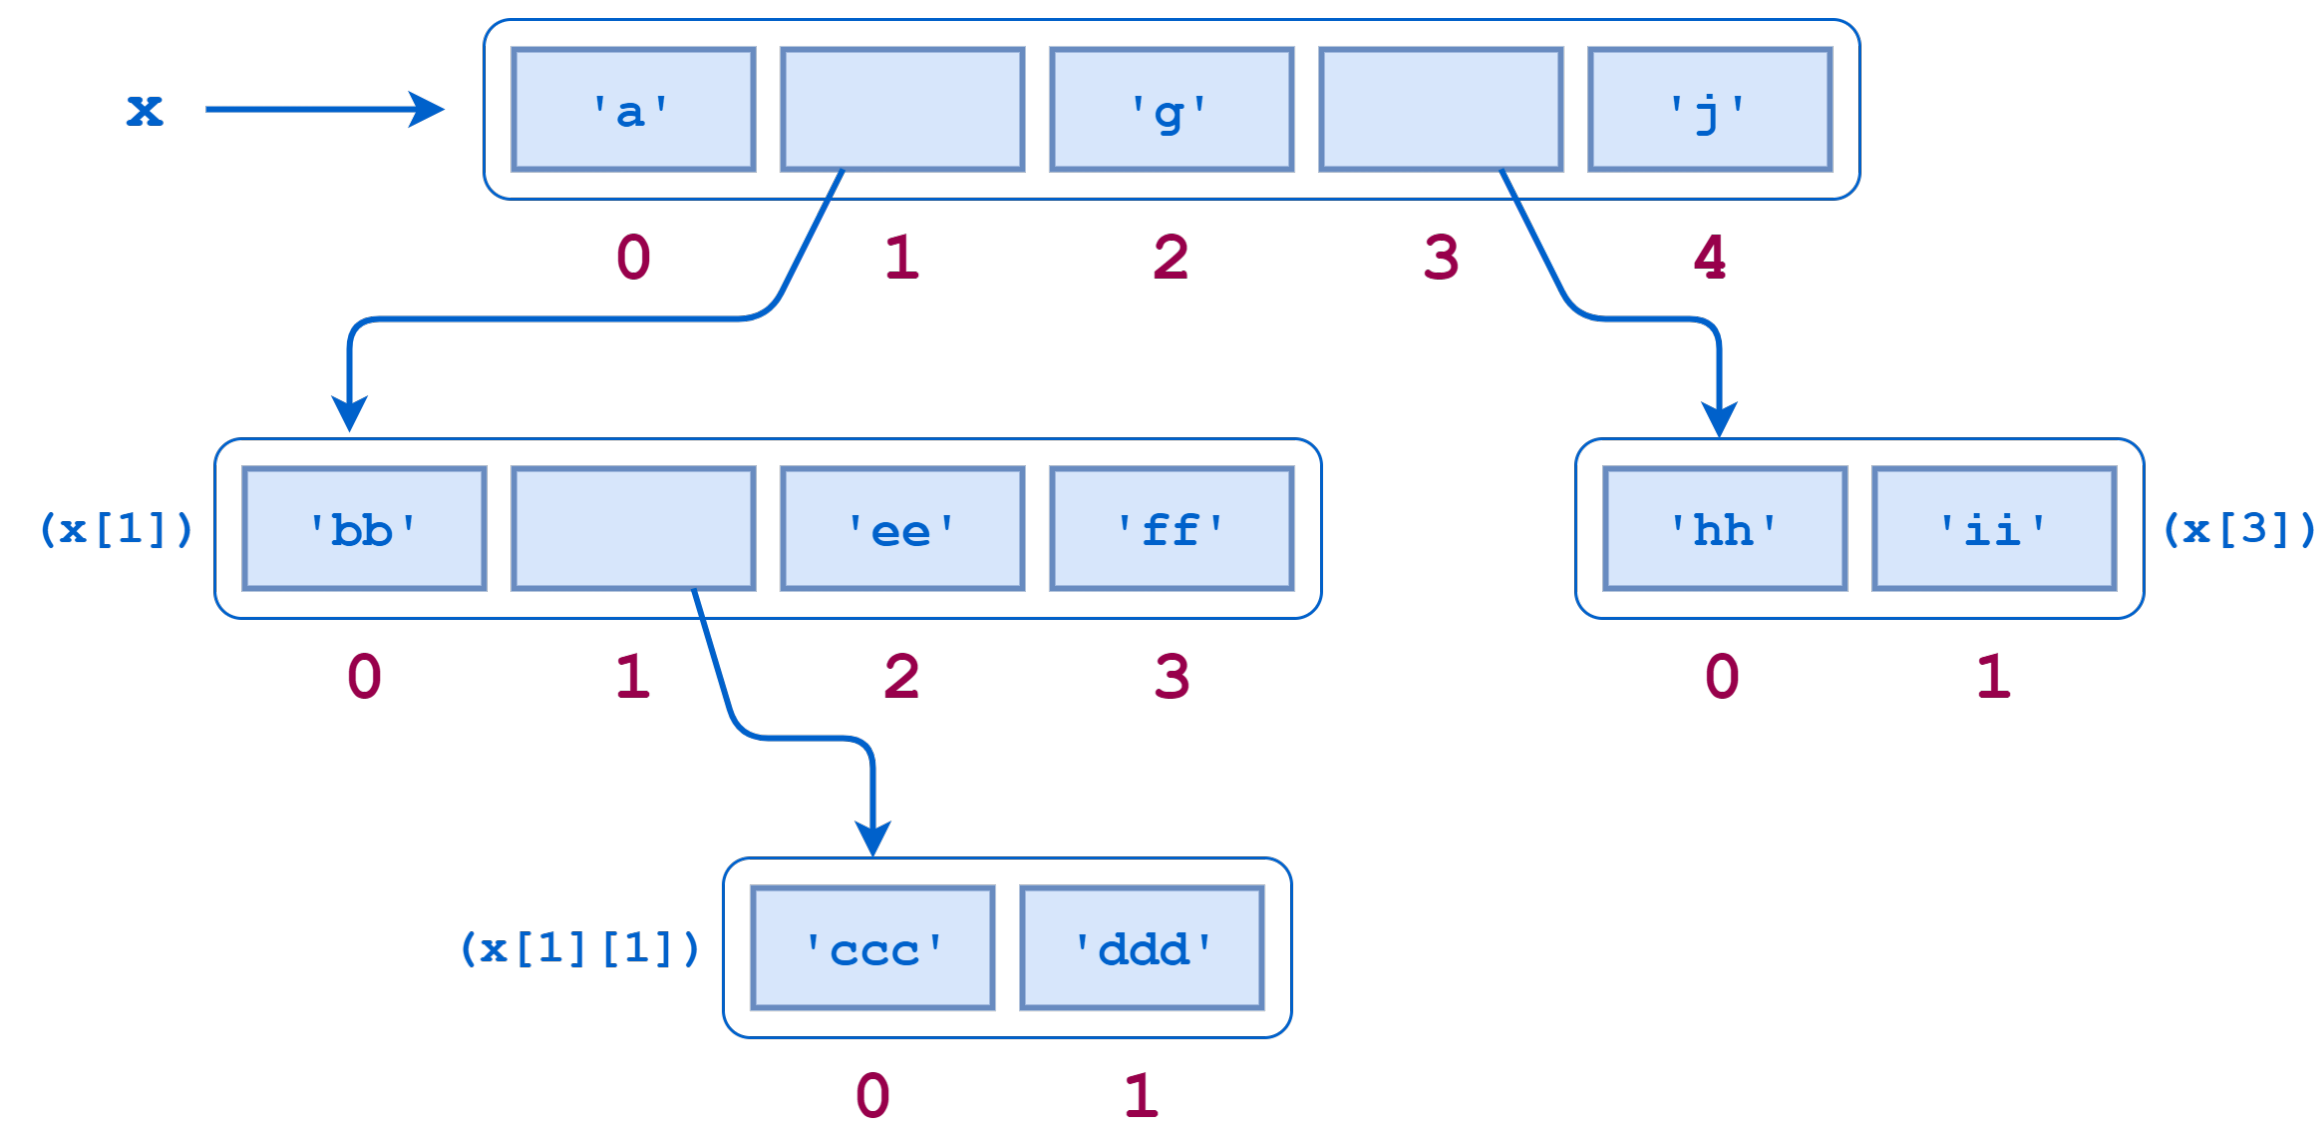 x 'a' 'g' 'j'
0 1 2 3 4
(x[1]) 'bb' 'ee' 'ff' 'hh' 'ii' (x[3])
0 1 2 3 0 1
(x[1][1]) 'ccc' 'ddd'
0 1